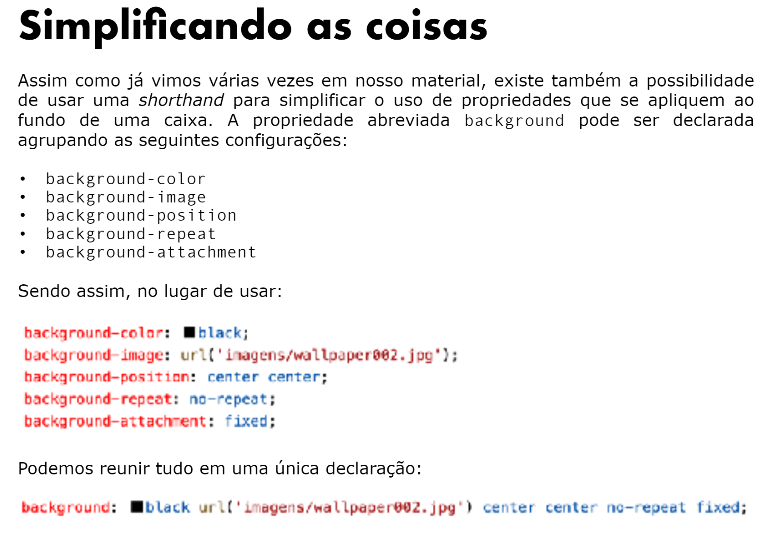 Simplificando as coisas
Assim como já vimos várias vezes em nosso material, existe também a possibilidade
de usar uma shorthand para simplificar o uso de propriedades que se apliquem ao
fundo de uma caixa. A propriedade abreviada background pode ser declarada
agrupando as seguintes configurações:
• background-color
• background-image
• background-position
• background-repeat
• background-attachment
Sendo assim, no lugar de usar:
background-color: black;
background-image: url('imagens/wallpaper002.jpg');
background-position: center center;
background-repeat: no-repeat;
background-attachment: fixed;
Podemos reunir tudo em uma única declaração:
background: black url('imagens/wallpaper002.jpg') center center no-repeat fixed;